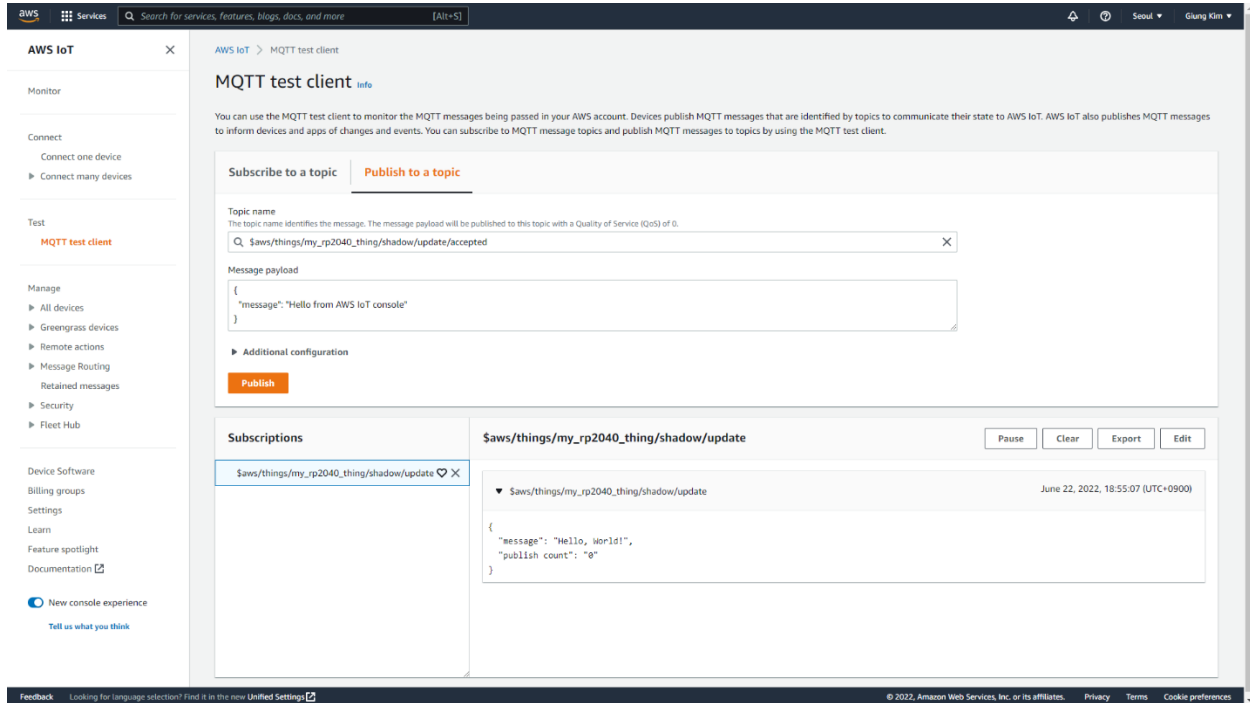 aws
Services
Search for services, features, blogs, docs, and more
[Alt+S]
Seoul
Giung Kim
AWS IoT
Monitor
Connect
Connect one device
Connect many devices
Test
MQTT test client
Manage
All devices
Greengrass devices
Remote actions
Message Routing
Retained messages
Security
Fleet Hub
Device Software
Billing groups
Settings
Learn
Feature spotlight
Documentation
New console experience
Tell us what you think
AWS IoT > MQTT test client
MQTT test client Info
You can use the MQTT test client to monitor the MQTT messages being passed in your AWS account. Devices publish MQTT messages that are identified by topics to communicate their state to AWS IoT. AWS IoT also publishes MQTT messages
to inform devices and apps of changes and events. You can subscribe to MQTT message topics and publish MQTT messages to topics by using the MQTT test client.
Subscribe to a topic
Publish to a topic
Topic name
The topic name identifies the message. The message payload will be published to this topic with a Quality of Service (QoS) of 0.
$aws/things/my_rp2040_thing/shadow/update/accepted
Message payload
{
"message": "Hello from AWS IoT console"
}
Additional configuration
Publish
Subscriptions
$aws/things/my_rp2040_thing/shadow/update
$aws/things/my_rp2040_thing/shadow/update
Pause
Clear
Export
Edit
$aws/things/my_rp2040_thing/shadow/update
June 22, 2022, 18:55:07 (UTC+0900)
{
"message": "Hello, World!",
"publish count": "0"
}
Feedback
Looking for language selection? Find it in the new Unified Settings
© 2022, Amazon Web Services, Inc. or its affiliates.
Privacy
Terms
Cookie preferences